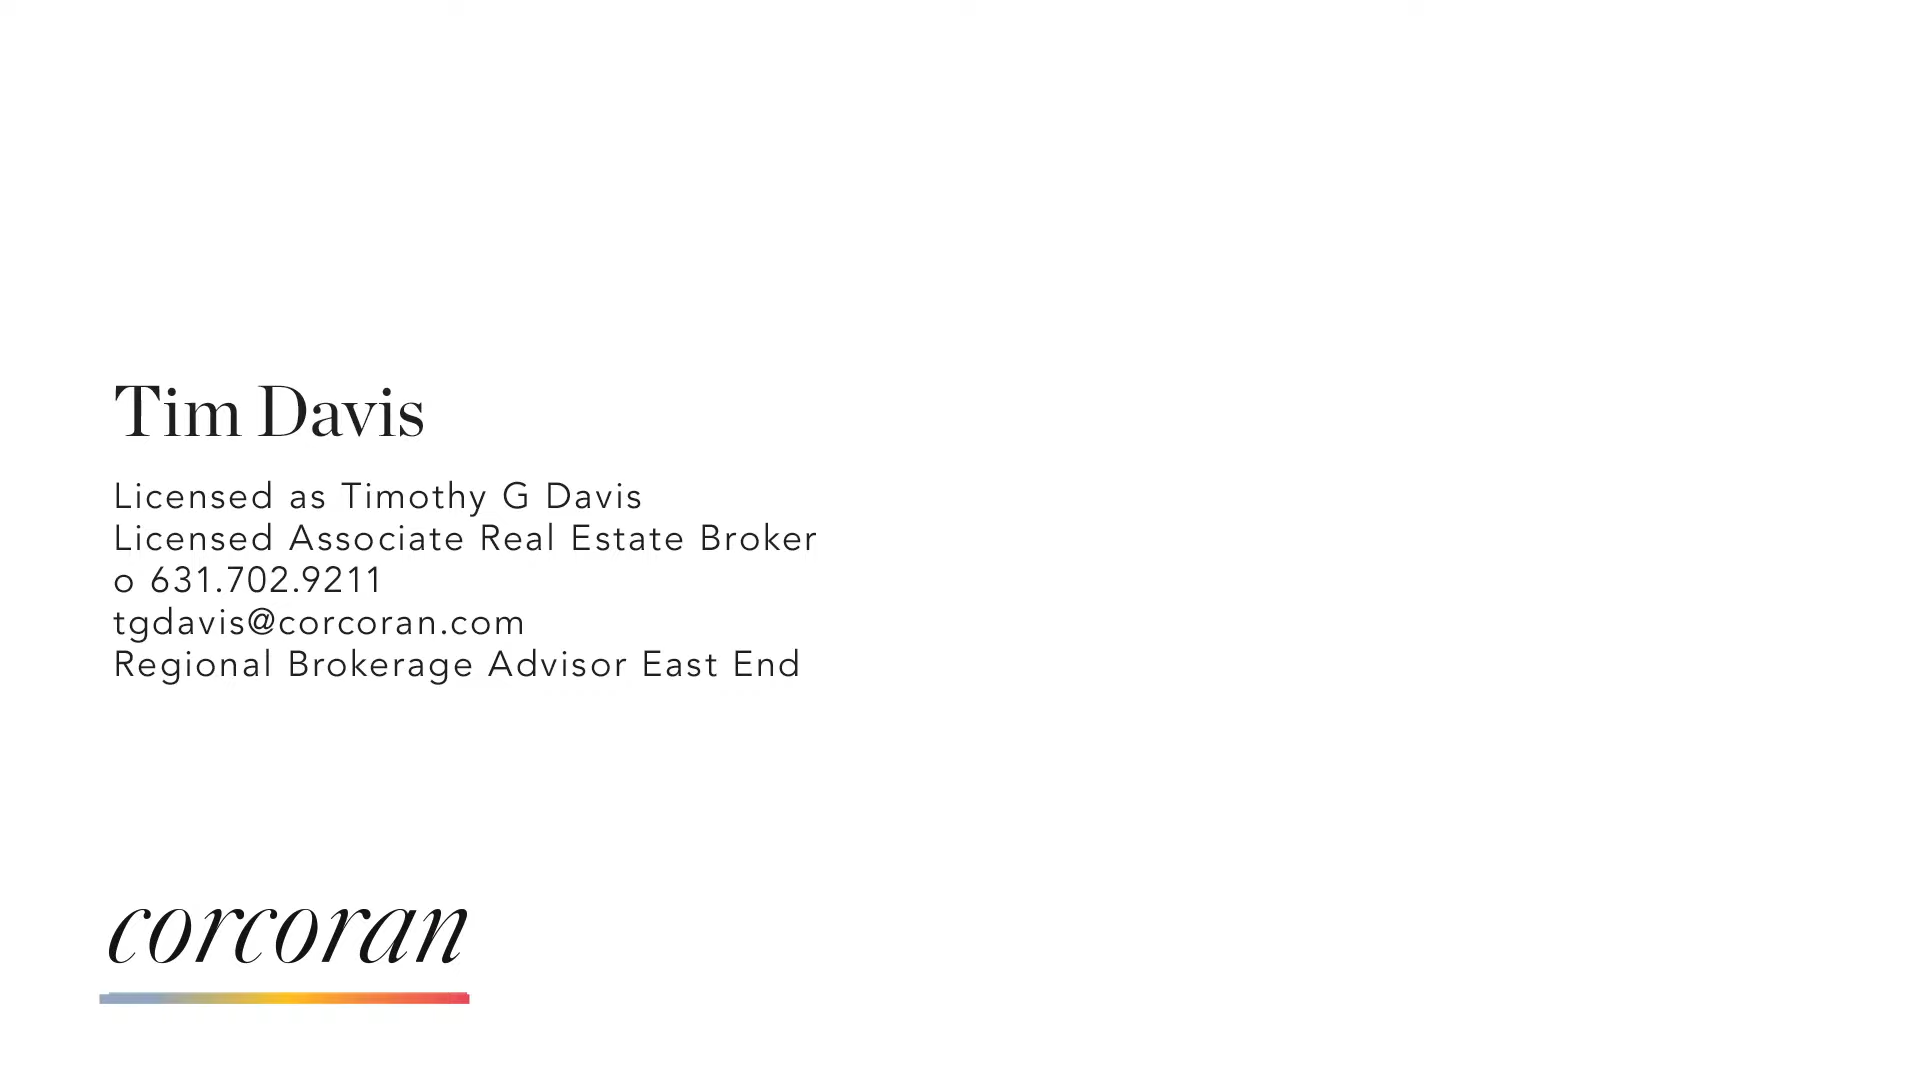 Tim Davis
Licensed as Timothy G Davis
Licensed Associate Real Estate Broker
o 631.702.9211
tgdavis@corcoran.com
Regional Brokerage Advisor East End
corcoran